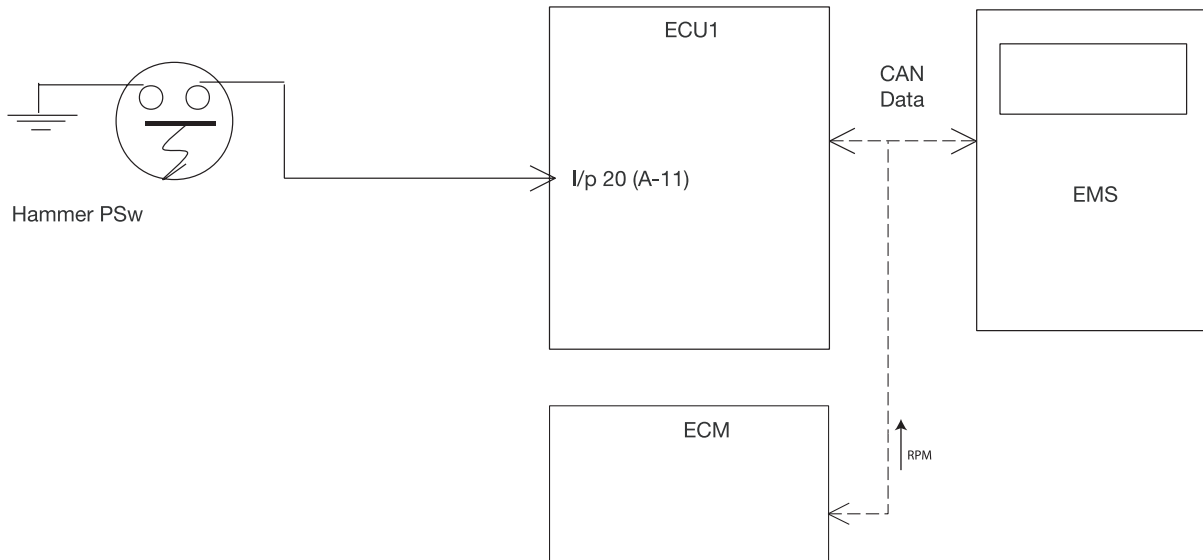 ECU1
CAN
Data
I/p 20 (A-11)
Hammer PSw
EMS
ECM
RPM